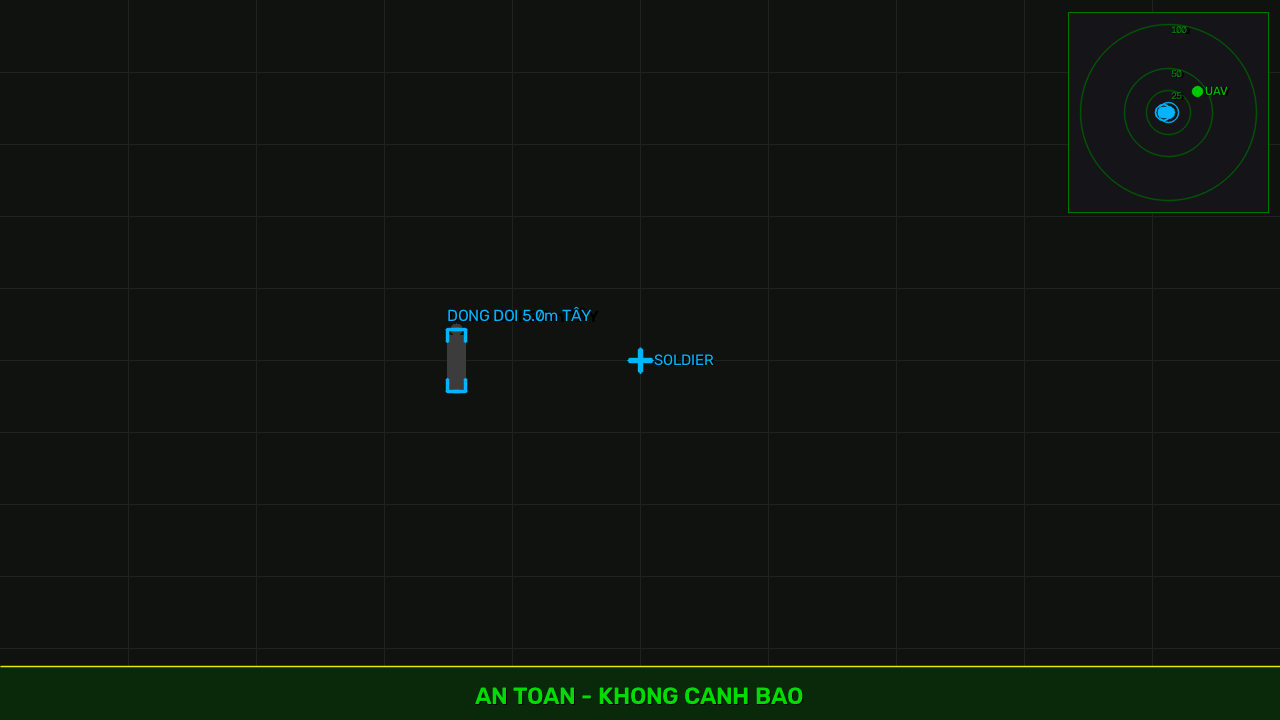 100
50
25
UAV
DONG DOI 5.0m TÂY
SOLDIER
AN TOAN - KHONG CANH BAO